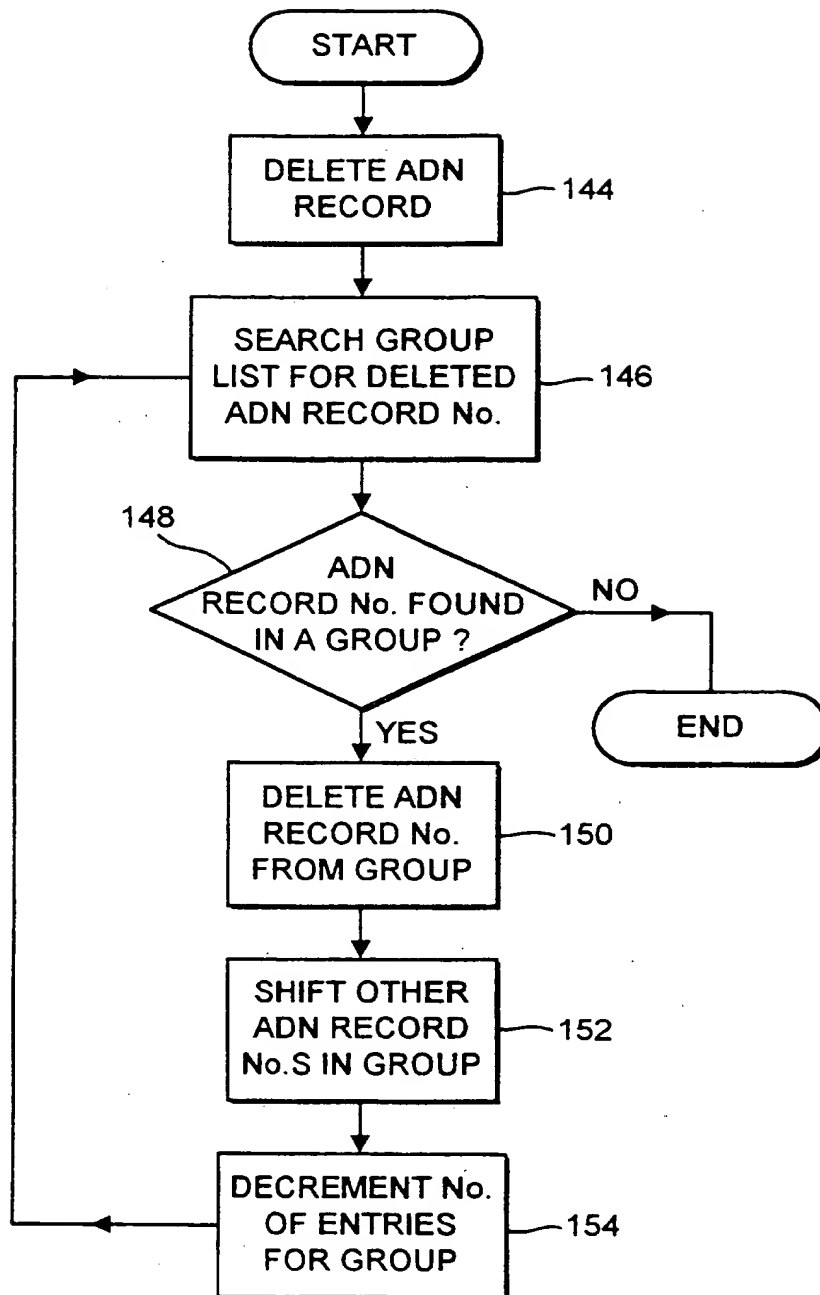 START
DELETE ADN
RECORD
144
SEARCH GROUP
LIST FOR DELETED
ADN RECORD No.
146
148
ADN
RECORD No. FOUND
IN A GROUP ?
NO
END
YES
DELETE ADN
RECORD No.
FROM GROUP
150
SHIFT OTHER
ADN RECORD
No.S IN GROUP
152
DECREMENT No.
OF ENTRIES
FOR GROUP
154